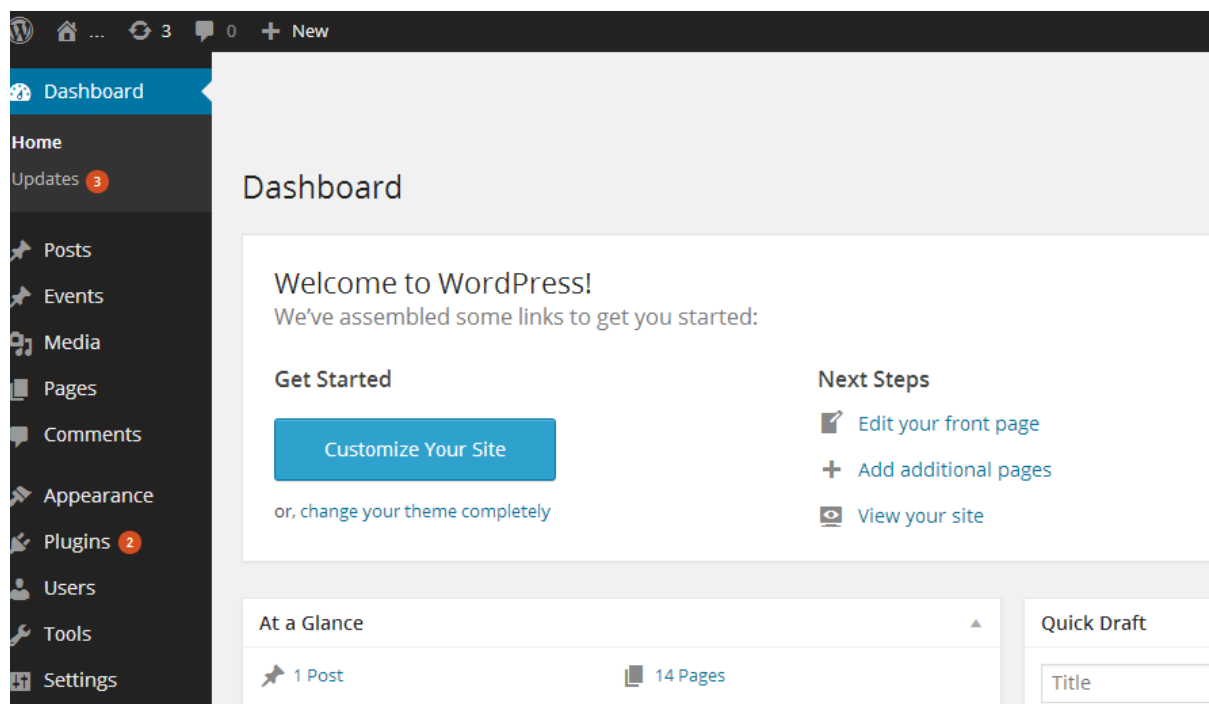 ... 3 0 New
Dashboard
Home
Updates 3
Posts
Events
Media
Pages
Comments
Appearance
Plugins 2
Users
Tools
Settings
Dashboard
Welcome to WordPress!
We've assembled some links to get you started:
Get Started
Customize Your Site
or, change your theme completely
Next Steps
Edit your front page
Add additional pages
View your site
At a Glance
1 Post
14 Pages
Quick Draft
Title